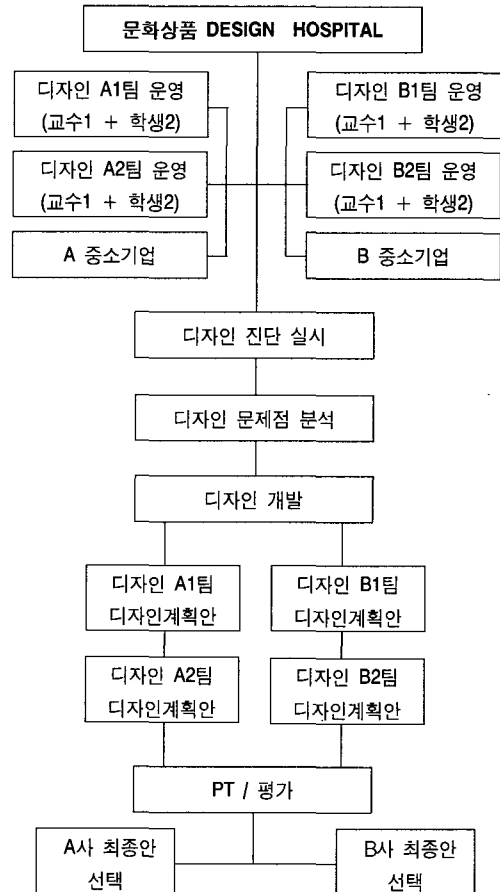 문화상품 DESIGN HOSPITAL
디자인 A1팀 운영
(교수1 + 학생2)
디자인 B1팀 운영
(교수1 + 학생2)
디자인 A2팀 운영
(교수1 + 학생2)
디자인 B2팀 운영
(교수1 + 학생2)
A 중소기업
B 중소기업
디자인 진단 실시
디자인 문제점 분석
디자인 개발
디자인 A1팀
디자인계획안
디자인 B1팀
디자인계획안
디자인 A2팀
디자인계획안
디자인 B2팀
디자인계획안
PT / 평가
A사 최종안
선택
B사 최종안
선택